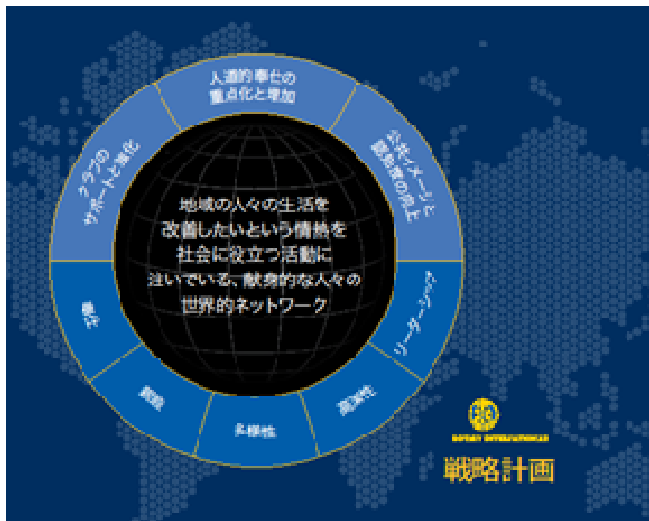 人道的奉仕の
重点化と増加
クラブの
サポートと強化
公共イメージと
認知度の向上
地域の人々の生活を
改善したいという情熱を
社会に役立つ活動に
注いでいる、献身的な人々の
世界的ネットワーク
奉仕
親睦
多様性
高潔性
リーダーシップ
ROTARY INTERNATIONAL
戦略計画